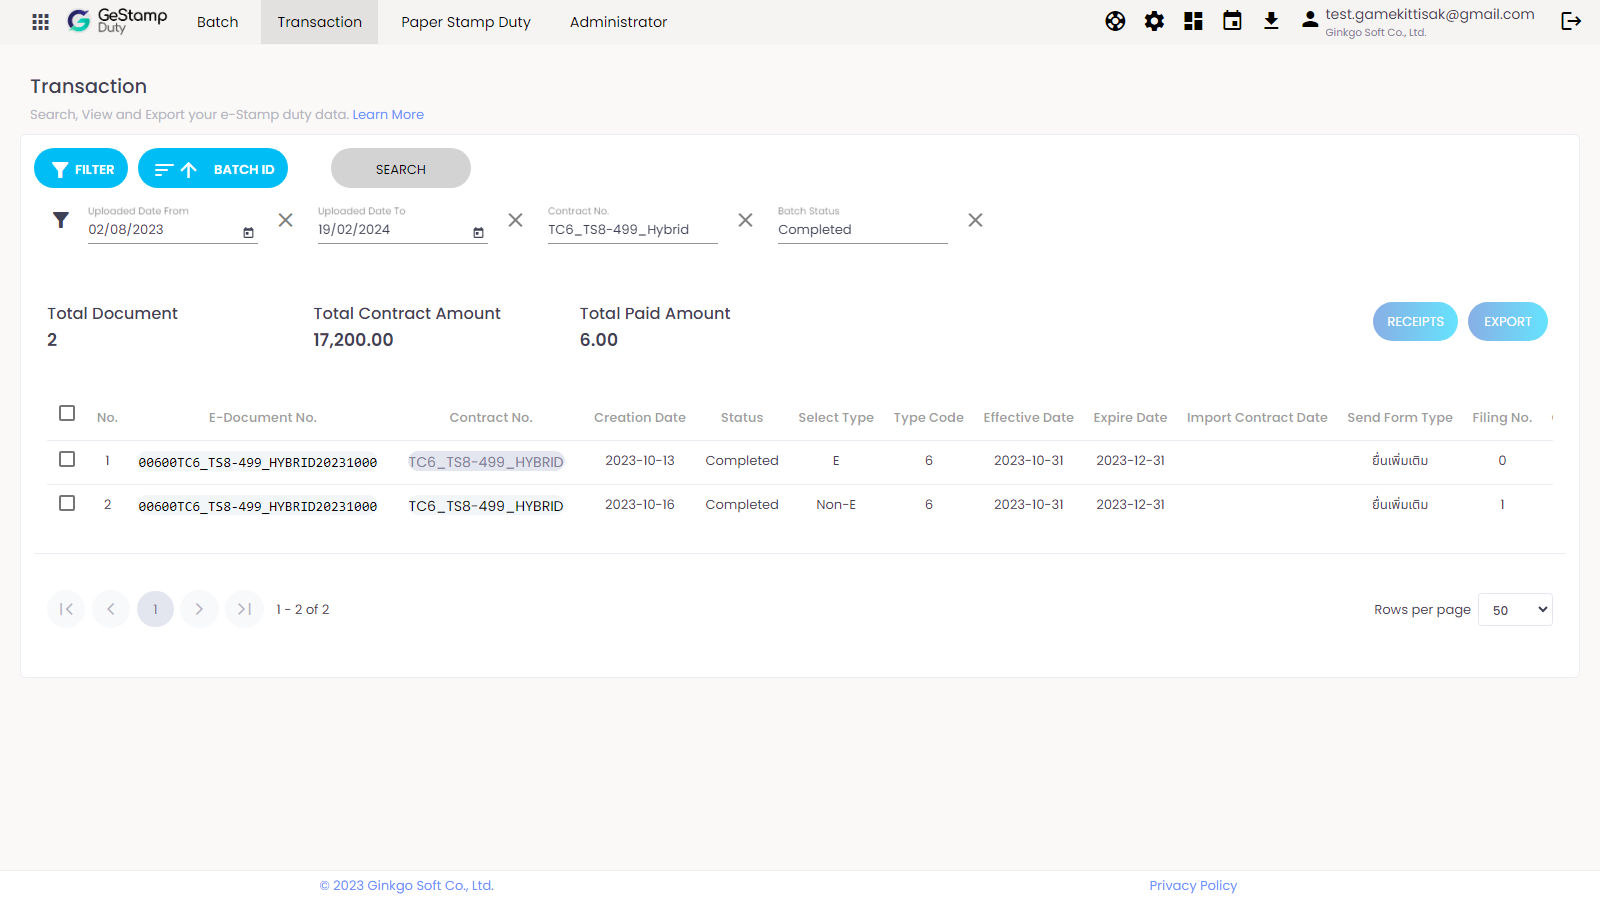 GeStamp
Duty
Batch
Transaction
Paper Stamp Duty
Administrator
test.gamekittisak@gmail.com
Ginkgo Soft Co., Ltd.
Transaction
Search, View and Export your e-Stamp duty data. Learn More
FILTER
BATCH ID
SEARCH
Uploaded Date From
02/08/2023
Uploaded Date To
19/02/2024
Contract No.
TC6_TS8-499_Hybrid
Batch Status
Completed
Total Document
2
Total Contract Amount
17,200.00
Total Paid Amount
6.00
RECEIPTS
EXPORT
No. E-Document No. Contract No. Creation Date Status Select Type Type Code Effective Date Expire Date Import Contract Date Send Form Type Filing No.
1 00600TC6_TS8-499_HYBRID20231000 TC6_TS8-499_HYBRID 2023-10-13 Completed E 6 2023-10-31 2023-12-31 ยื่นเพิ่มเติม 0
2 00600TC6_TS8-499_HYBRID20231000 TC6_TS8-499_HYBRID 2023-10-16 Completed Non-E 6 2023-10-31 2023-12-31 ยื่นเพิ่มเติม 1
1
1 - 2 of 2
Rows per page 50
© 2023 Ginkgo Soft Co., Ltd.
Privacy Policy